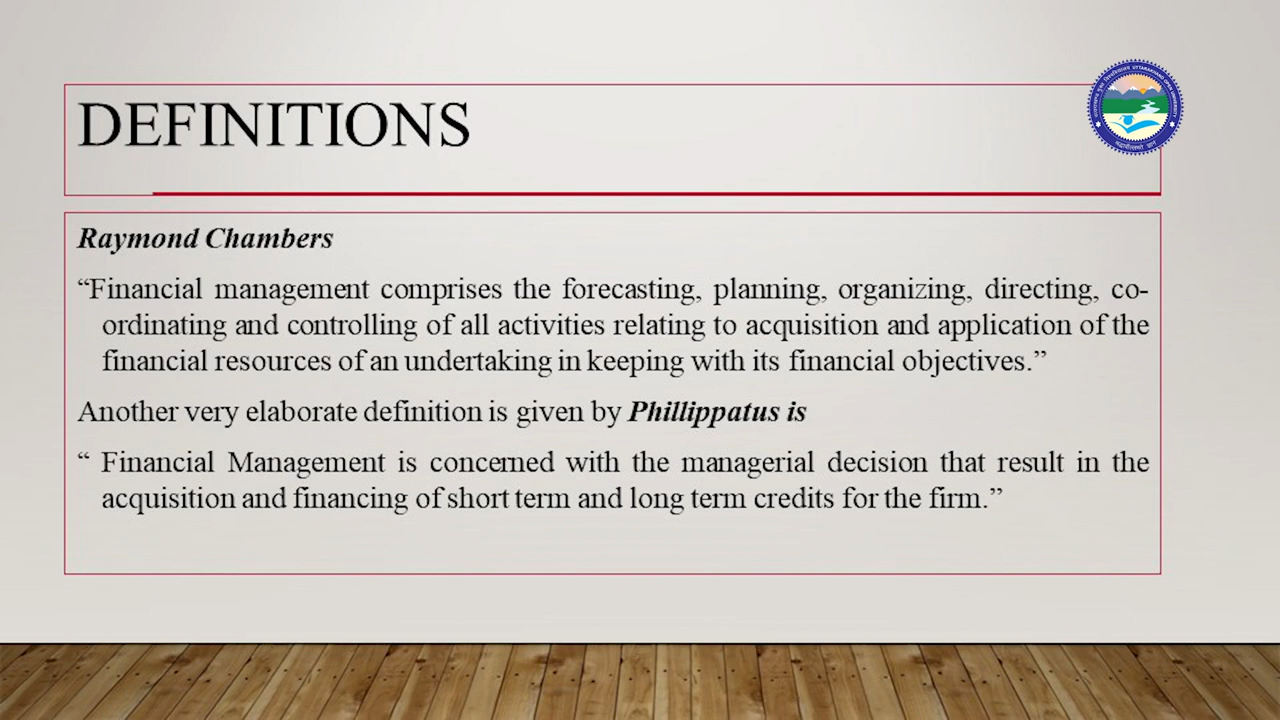 DEFINITIONS
UTTARAKHAND OPEN UNIVERSITY
Raymond Chambers
“Financial management comprises the forecasting, planning, organizing, directing, co-
ordinating and controlling of all activities relating to acquisition and application of the
financial resources of an undertaking in keeping with its financial objectives.”
Another very elaborate definition is given by Phillippatus is
“ Financial Management is concerned with the managerial decision that result in the
acquisition and financing of short term and long term credits for the firm.”